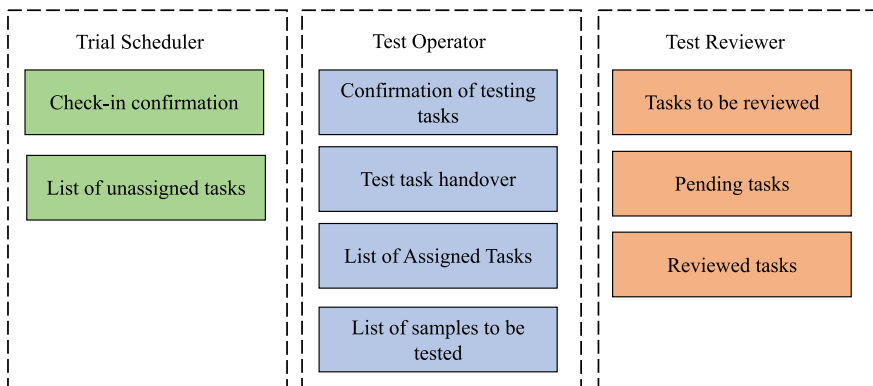 Trial Scheduler
Check-in confirmation
List of unassigned tasks
Test Operator
Confirmation of testing
tasks
Test task handover
List of Assigned Tasks
List of samples to be
tested
Test Reviewer
Tasks to be reviewed
Pending tasks
Reviewed tasks